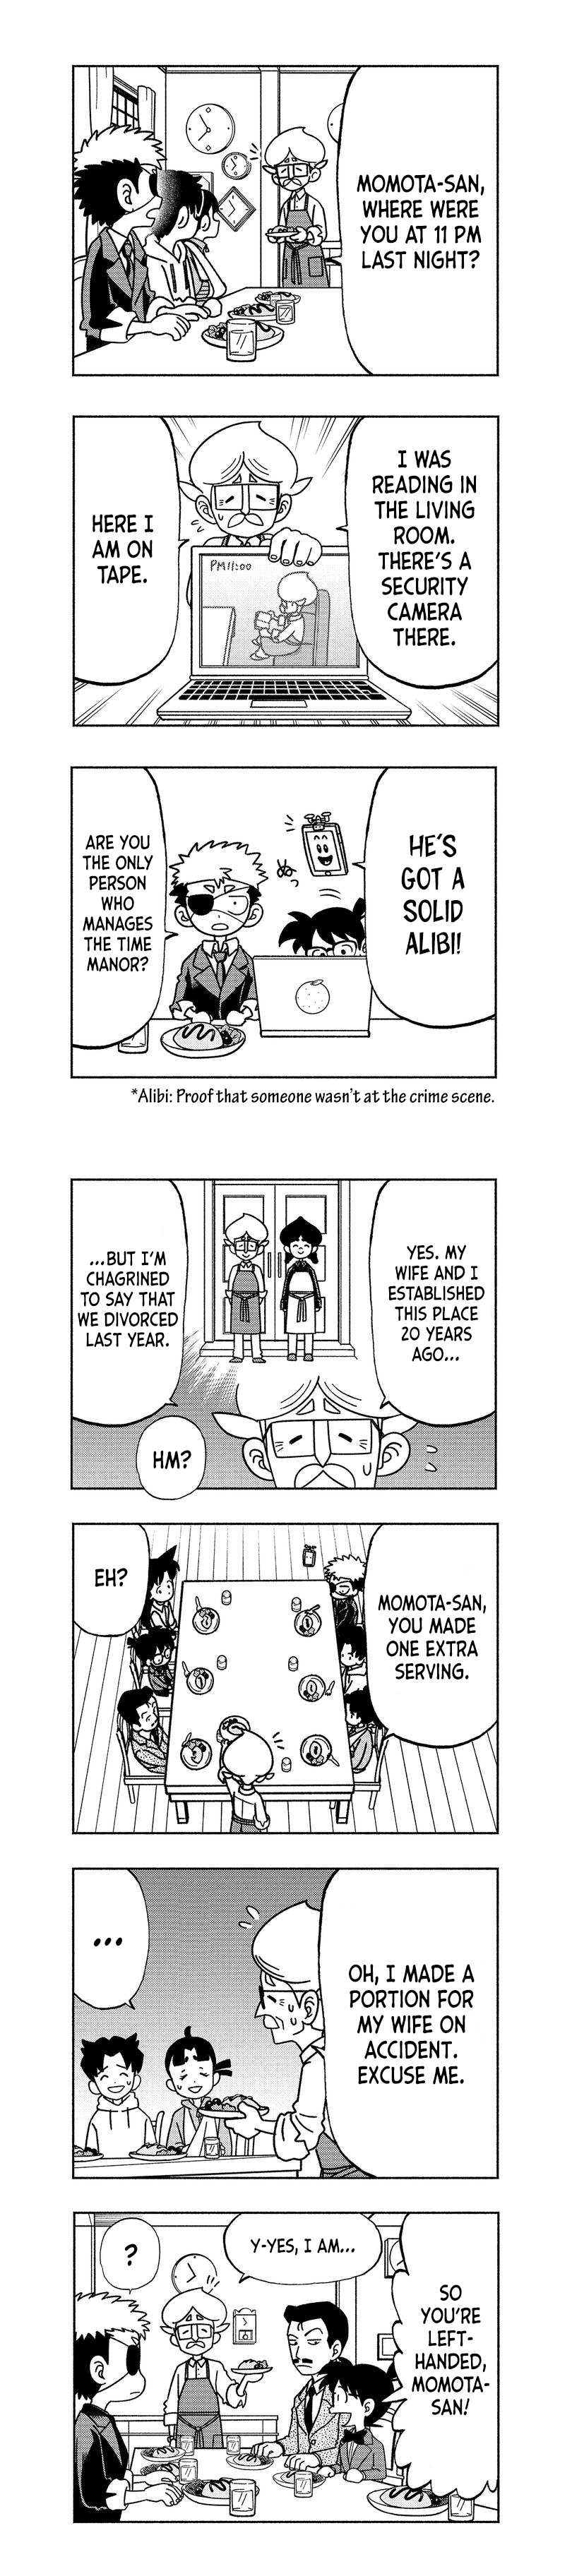 MOMOTA-SAN,
WHERE WERE
YOU AT 11 PM
LAST NIGHT?
I WAS
READING IN
THE LIVING
ROOM.
THERE'S A
SECURITY
CAMERA
THERE.
HERE I
AM ON
TAPE.
PM11:00
HE'S
GOT A
SOLID
ALIBI!
ARE YOU
THE ONLY
PERSON
WHO
MANAGES
THE TIME
MANOR?
*Alibi: Proof that someone wasn't at the crime scene.
YES. MY
WIFE AND I
ESTABLISHED
THIS PLACE
20 YEARS
AGO...
...BUT I'M
CHAGRINED
TO SAY THAT
WE DIVORCED
LAST YEAR.
HM?
MOMOTA-SAN,
YOU MADE
ONE EXTRA
SERVING.
EH?
OH, I MADE A
PORTION FOR
MY WIFE ON
ACCIDENT.
EXCUSE ME.
...
SO
YOU'RE
LEFT-
HANDED,
MOMOTA-
SAN!
Y-YES, I AM...
?